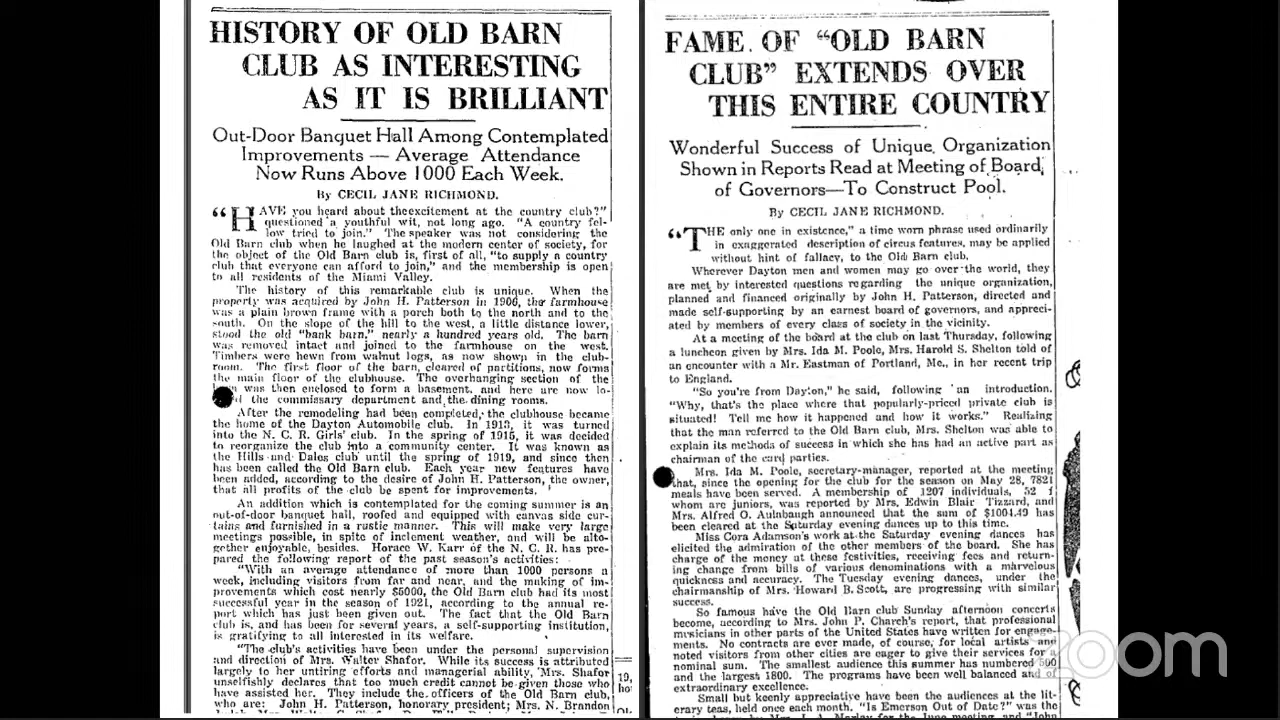 HISTORY OF OLD BARN
CLUB AS INTERESTING
AS IT IS BRILLIANT
Out-Door Banquet Hall Among Contemplated
Improvements — Average Attendance
Now Runs Above 1000 Each Week.
By CECIL JANE RICHMOND.
“HAVE you heard about theexcitement at the country club?”
questioned a youthful wit, not long ago. “A country fel-
low tried to join.” The speaker was not considering the
Old Barn club when he laughed at the modern center of society, for
the object of the Old Barn club is, first of all, “to supply a country
club that everyone can afford to join,” and the membership is open
to all residents of the Miami Valley.
The history of this remarkable club is unique. When the
property was acquired by John H. Patterson in 1906, the farmhouse
was a plain brown frame with a porch both to the north and to the
south. On the slope of the hill to the west, a little distance lower,
stood the old “bank barn,” nearly a hundred years old. The barn
was removed intact and joined to the farmhouse on the west.
Timbers were hewn from walnut logs, as now shown in the club-
room. The first floor of the barn, cleared of partitions, now forms
the main floor of the clubhouse. The overhanging section of the
was then enclosed to form a basement, and here are now lo-
the commissary department and the dining rooms.
After the remodeling had been completed, the clubhouse became
the home of the Dayton Automobile club. In 1913, it was turned
into the N. C. R. Girls’ club. In the spring of 1915, it was decided
to reorganize the club into a community center. It was known as
the Hills and Dales club until the spring of 1919, and since then
has been called the Old Barn club. Each year new features have
been added, according to the desire of John H. Patterson, the owner,
that all profits of the club be spent for improvements.
An addition which is contemplated for the coming summer is an
out-of-door banquet hall, roofed and equipped with canvas side cur-
tains and furnished in a rustic manner. This will make very large
meetings possible, in spite of inclement weather, and will be alto-
gether enjoyable, besides. Horace W. Karr of the N. C. R. has pre-
pared the following report of the past season’s activities:
“With an average attendance of more than 1000 persons a
week, including visitors from far and near, and the making of im-
provements which cost nearly $5000, the Old Barn club had its most
successful year in the season of 1921, according to the annual re-
port which has just been given out. The fact that the Old Barn
club is, and has been for several years, a self-supporting institution,
is gratifying to all interested in its welfare.
“The club’s activities have been under the personal supervision
and direction of Mrs. Walter Shafor. While its success is attributed
largely to her untiring efforts and managerial ability, Mrs. Shafor
unselfishly declares that too much credit cannot be given those who
have assisted her. They include the officers of the Old Barn club,
who are: John H. Patterson, honorary president; Mrs. N. Brandon
19,
ho
FAME OF “OLD BARN
CLUB” EXTENDS OVER
THIS ENTIRE COUNTRY
Wonderful Success of Unique Organization
Shown in Reports Read at Meeting of Board
of Governors—To Construct Pool.
By CECIL JANE RICHMOND.
“THE only one in existence,” a time worn phrase used ordinarily
in exaggerated description of circus features, may be applied
without hint of fallacy, to the Old Barn club.
Wherever Dayton men and women may go over the world, they
are met by interested questions regarding the unique organization,
planned and financed originally by John H. Patterson, directed and
made self-supporting by an earnest board of governors, and appreci-
ated by members of every class of society in the vicinity.
At a meeting of the board at the club on last Thursday, following
a luncheon given by Mrs. Ida M. Poole, Mrs. Harold S. Shelton told of
an encounter with a Mr. Eastman of Portland, Me., in her recent trip
to England.
“So you’re from Dayton,” he said, following an introduction.
“Why, that’s the place where that popularly-priced private club is
situated! Tell me how it happened and how it works.” Realizing
that the man referred to the Old Barn club, Mrs. Shelton was able to
explain its methods of success in which she has had an active part as
chairman of the card parties.
Mrs. Ida M. Poole, secretary-manager, reported at the meeting
that, since the opening for the club for the season on May 28, 7821
meals have been served. A membership of 1207 individuals, 52
whom are juniors, was reported by Mrs. Edwin Blair Tizzard, and
Mrs. Alfred O. Aulabaugh announced that the sum of $1004.49 has
been cleared at the Saturday evening dances up to this time.
Miss Cora Adamson’s work at the Saturday evening dances has
elicited the admiration of the other members of the board. She has
charge of the money at these festivities, receiving fees and return-
ing change from bills of various denominations with a marvelous
quickness and accuracy. The Tuesday evening dances, under the
chairmanship of Mrs. Howard B. Scott, are progressing with similar
success.
So famous have the Old Barn club Sunday afternoon concerts
become, according to Mrs. John P. Charch’s report, that professional
musicians in other parts of the United States have written for engage-
ments. No contracts are ever made, of course, for local artists and
noted visitors from other cities are eager to give their services for a
nominal sum. The smallest audience this summer has numbered 500
and the largest 1800. The programs have been well balanced and of
extraordinary excellence.
Small but keenly appreciative have been the audiences at the lit-
erary teas, held once each month. “Is Emerson Out of Date?” was the
zoom